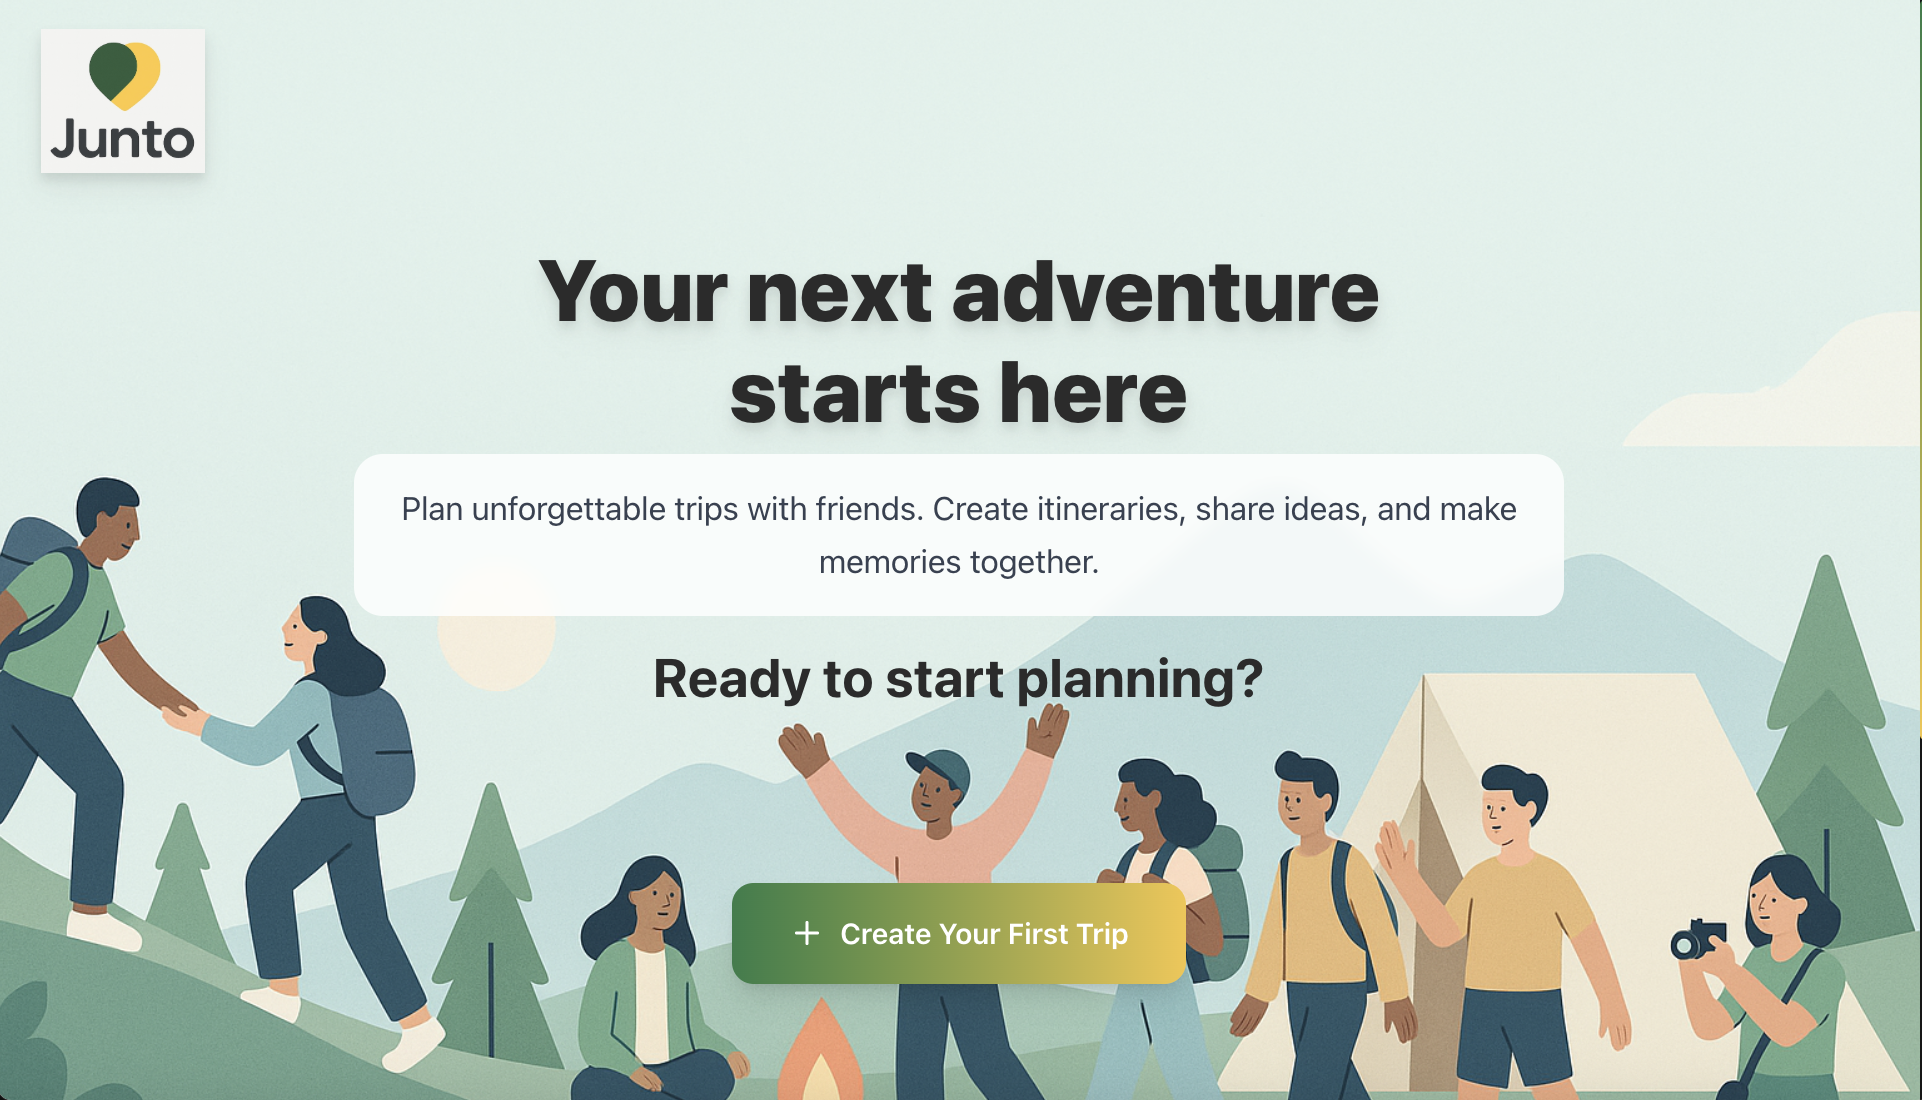 Junto
Your next adventure
starts here
Plan unforgettable trips with friends. Create itineraries, share ideas, and make
memories together.
Ready to start planning?
+ Create Your First Trip